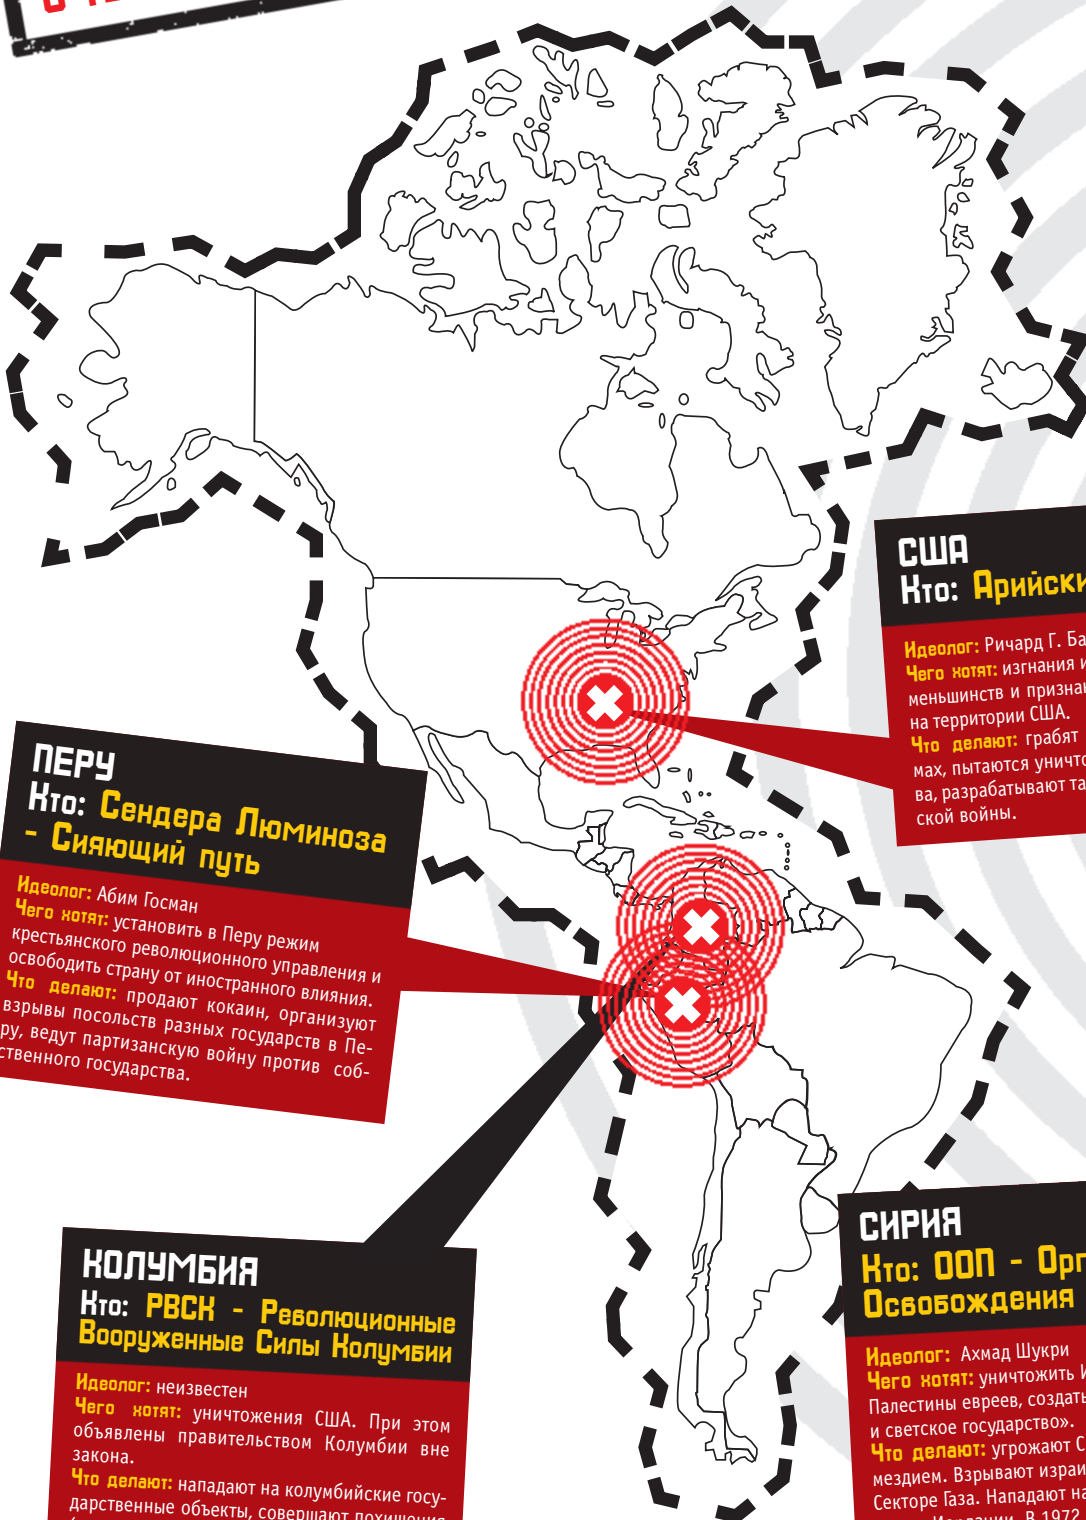 США
Кто: Арийски
Идеолог: Ричард Г. Ба
Чего хотят: изгнания и
меньшинств и признан
на территории США.
Что делают: грабят
мах, пытаются уничто
ва, разрабатывают та
ской войны.
ПЕРУ
Кто: Сендера Люминоза
- Сияющий путь
Идеолог: Абим Госман
Чего хотят: установить в Перу режим
крестьянского революционного управления и
освободить страну от иностранного влияния.
Что делают: продают кокаин, организуют
взрывы посольств разных государств в Пе-
ру, ведут партизанскую войну против соб-
ственного государства.
КОЛУМБИЯ
Кто: РВСК - Революционные
Вооруженные Силы Колумбии
Идеолог: неизвестен
Чего хотят: уничтожения США. При этом
объявлены правительством Колумбии вне
закона.
Что делают: нападают на колумбийские госу-
дарственные объекты, совершают похищения
СИРИЯ
Кто: ООП - Орг
Освобождения
Идеолог: Ахмад Шукри
Чего хотят: уничтожить И
Палестины евреев, создать
и светское государство».
Что делают: угрожают С
мездием. Взрывают израи
Секторе Газа. Нападают на
Иордании. В 1972